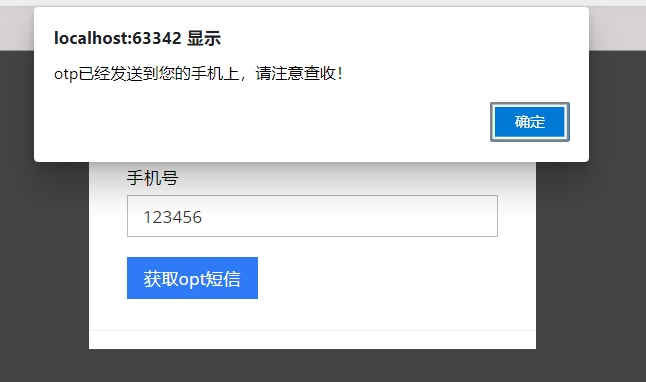 localhost:63342 显示
otp已经发送到您的手机上，请注意查收！
确定
手机号
123456
获取opt短信